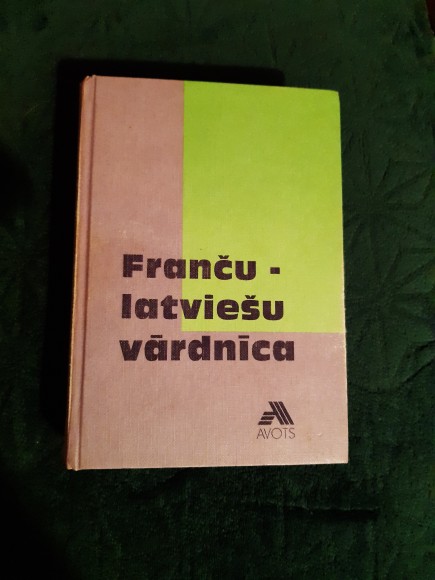 Franču -
latviešu
vārdnīca
AVOTS